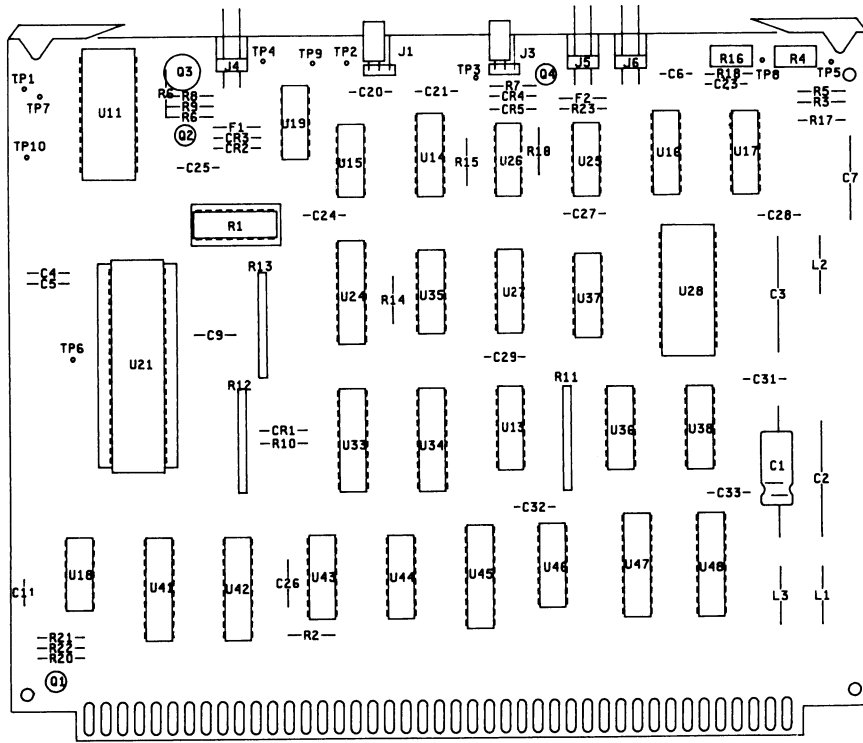 TP4 TP9 TP2 J1 J3
Q3 J4 TP3 Q4 J5 J6 C6 R16 R18 C23 TP8 R4 TP5
TP1 TP7
U11
R6 R8 R9 R6
Q2
F1 CR3 CR2
U19
C20 C21
R7 CR4 CR5
F2 R23
R5 R3 R17
TP10
C25
U15 U14 R15 U26 R18 U25 U16 U17
C7
R1
C24 C27 C28
C4 C5
R13
U24 R14 U35 U27 U37 U28 C3 L2
TP6 U21 C9
C29
R12 R11 C31
CR1 R10
U33 U34 U13 U36 U38
C1 C2
C32 C33
U18 U41 U42 C26 U43 U44 U45 U46 U47 U48
C11 L3 L1
R21 R22 R20
R2
Q1